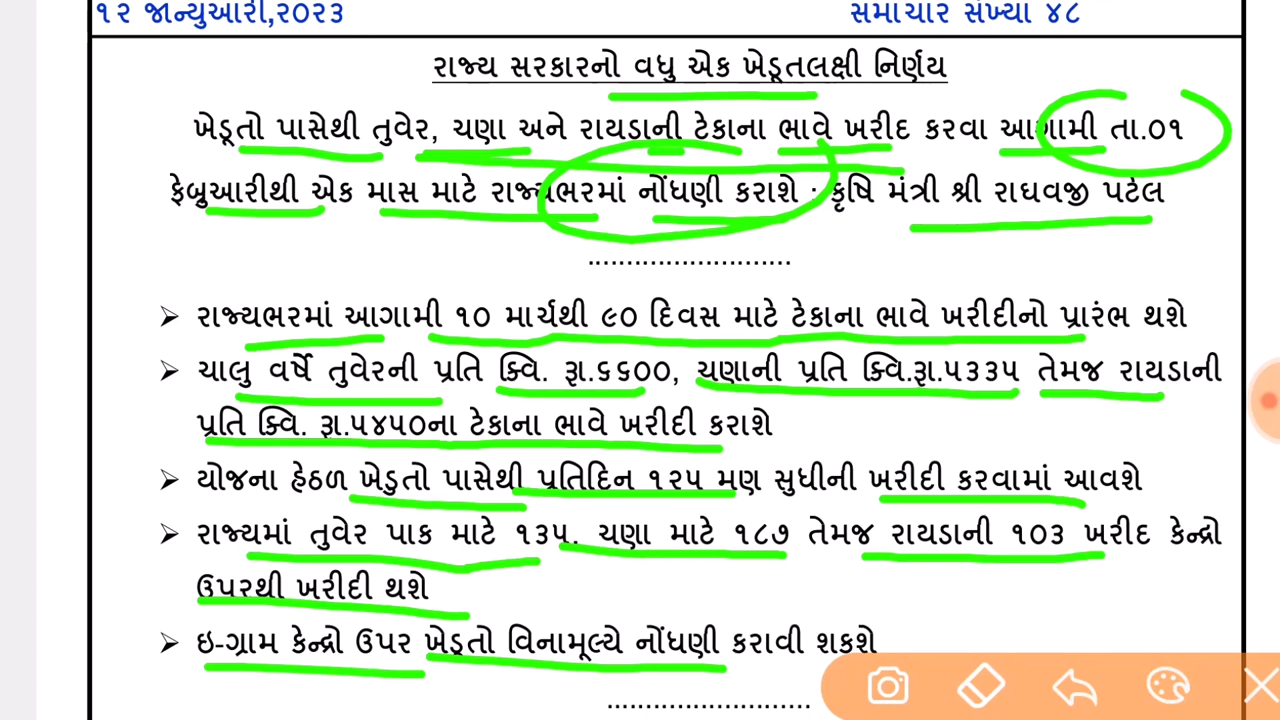 ૧૨ જાન્યુઆરી,૨૦૨૩ સમાચાર સંખ્યા ૪૮
રાજ્ય સરકારનો વધુ એક ખેડૂતલક્ષી નિર્ણય
ખેડૂતો પાસેથી તુવેર, ચણા અને રાયડાની ટેકાના ભાવે ખરીદ કરવા આગામી તા.૦૧
ફેબ્રુઆરીથી એક માસ માટે રાજ્યભરમાં નોંધણી કરાશે : કૃષિ મંત્રી શ્રી રાઘવજી પટેલ
..........................
➢ રાજ્યભરમાં આગામી ૧૦ માર્ચથી ૯૦ દિવસ માટે ટેકાના ભાવે ખરીદીનો પ્રારંભ થશે
➢ ચાલુ વર્ષે તુવેરની પ્રતિ ક્વિ. રૂા.૬૬૦૦, ચણાની પ્રતિ ક્વિ.રૂા.૫૩૩૫ તેમજ રાયડાની
પ્રતિ ક્વિ. રૂા.૫૪૫૦ના ટેકાના ભાવે ખરીદી કરાશે
➢ યોજના હેઠળ ખેડુતો પાસેથી પ્રતિદિન ૧૨૫ મણ સુધીની ખરીદી કરવામાં આવશે
➢ રાજ્યમાં તુવેર પાક માટે ૧૩૫. ચણા માટે ૧૮૭ તેમજ રાયડાની ૧૦૩ ખરીદ કેન્દ્રો
ઉપરથી ખરીદી થશે
➢ ઇ-ગ્રામ કેન્દ્રો ઉપર ખેડૂતો વિનામૂલ્યે નોંધણી કરાવી શકશે
..........................